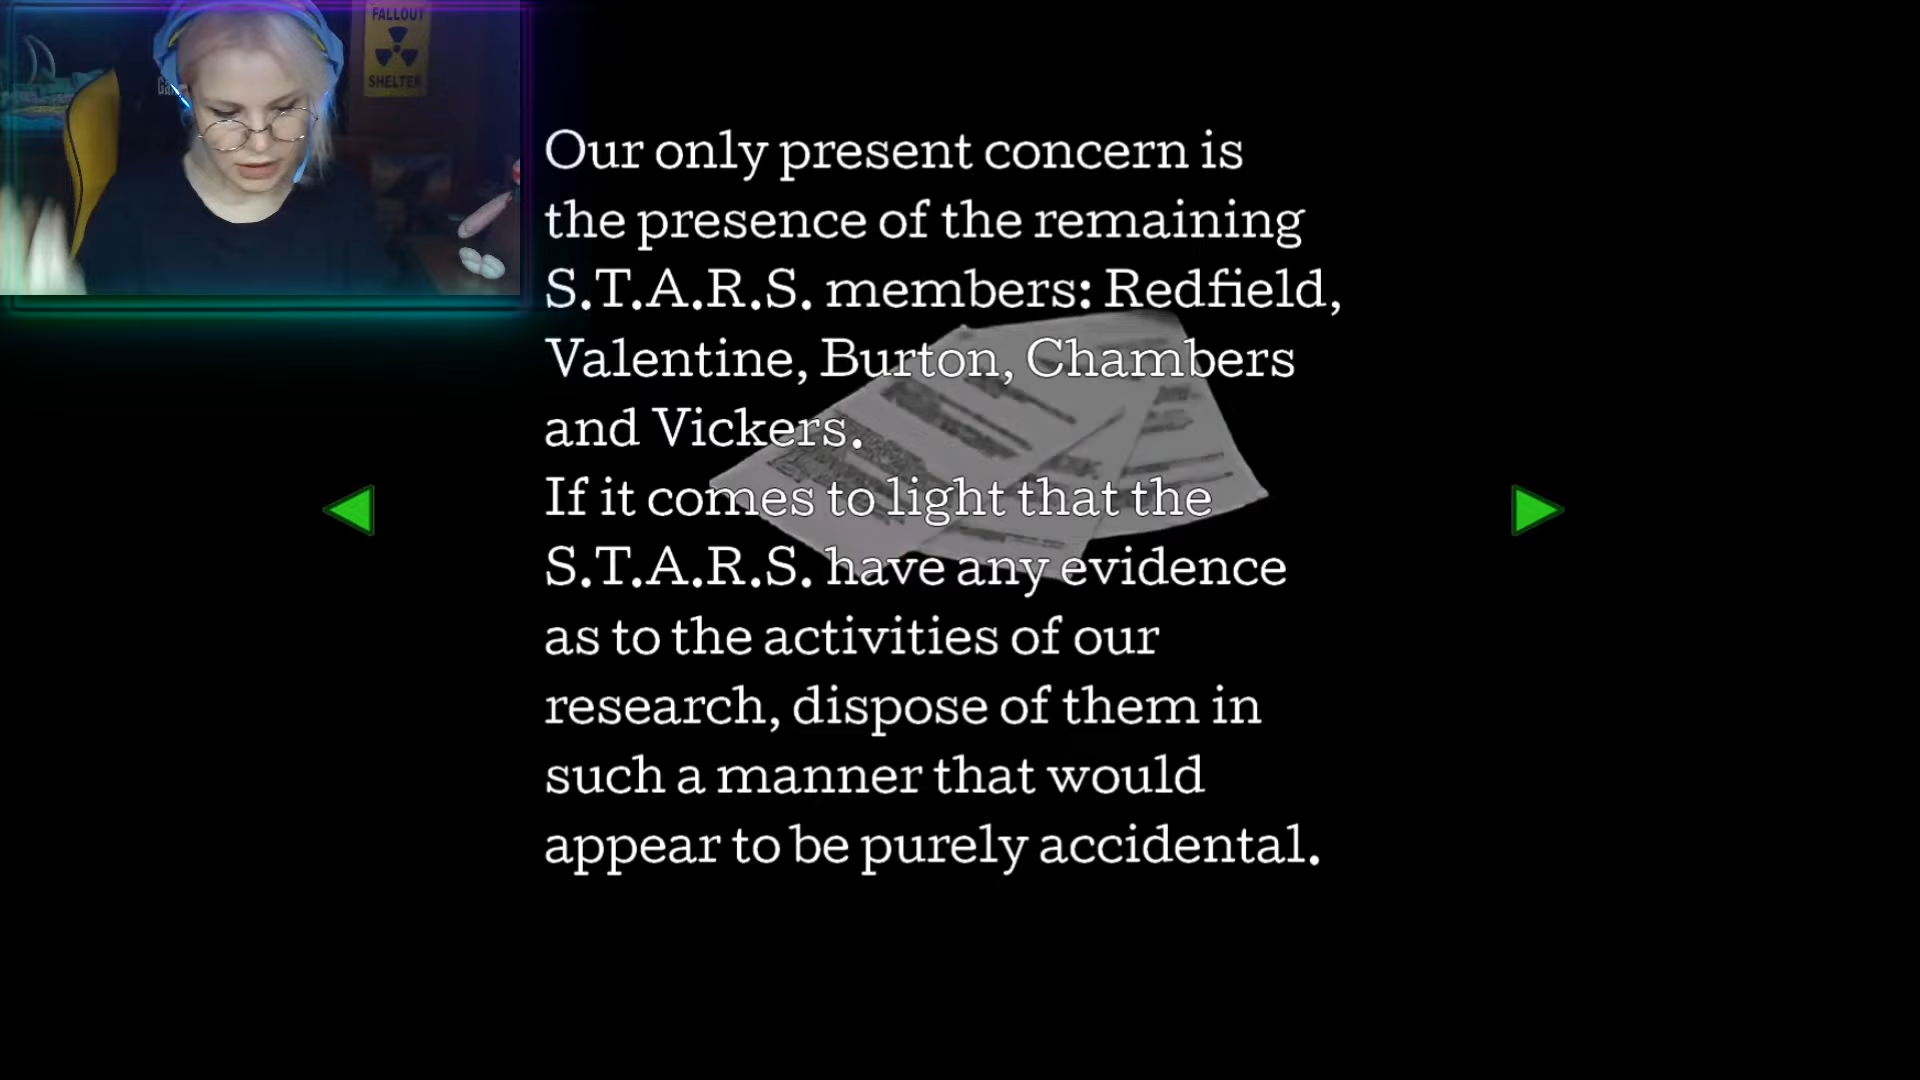 FALLOUT
SHELTER
Our only present concern is
the presence of the remaining
S.T.A.R.S. members: Redfield,
Valentine, Burton, Chambers
and Vickers.
If it comes to light that the
S.T.A.R.S. have any evidence
as to the activities of our
research, dispose of them in
such a manner that would
appear to be purely accidental.